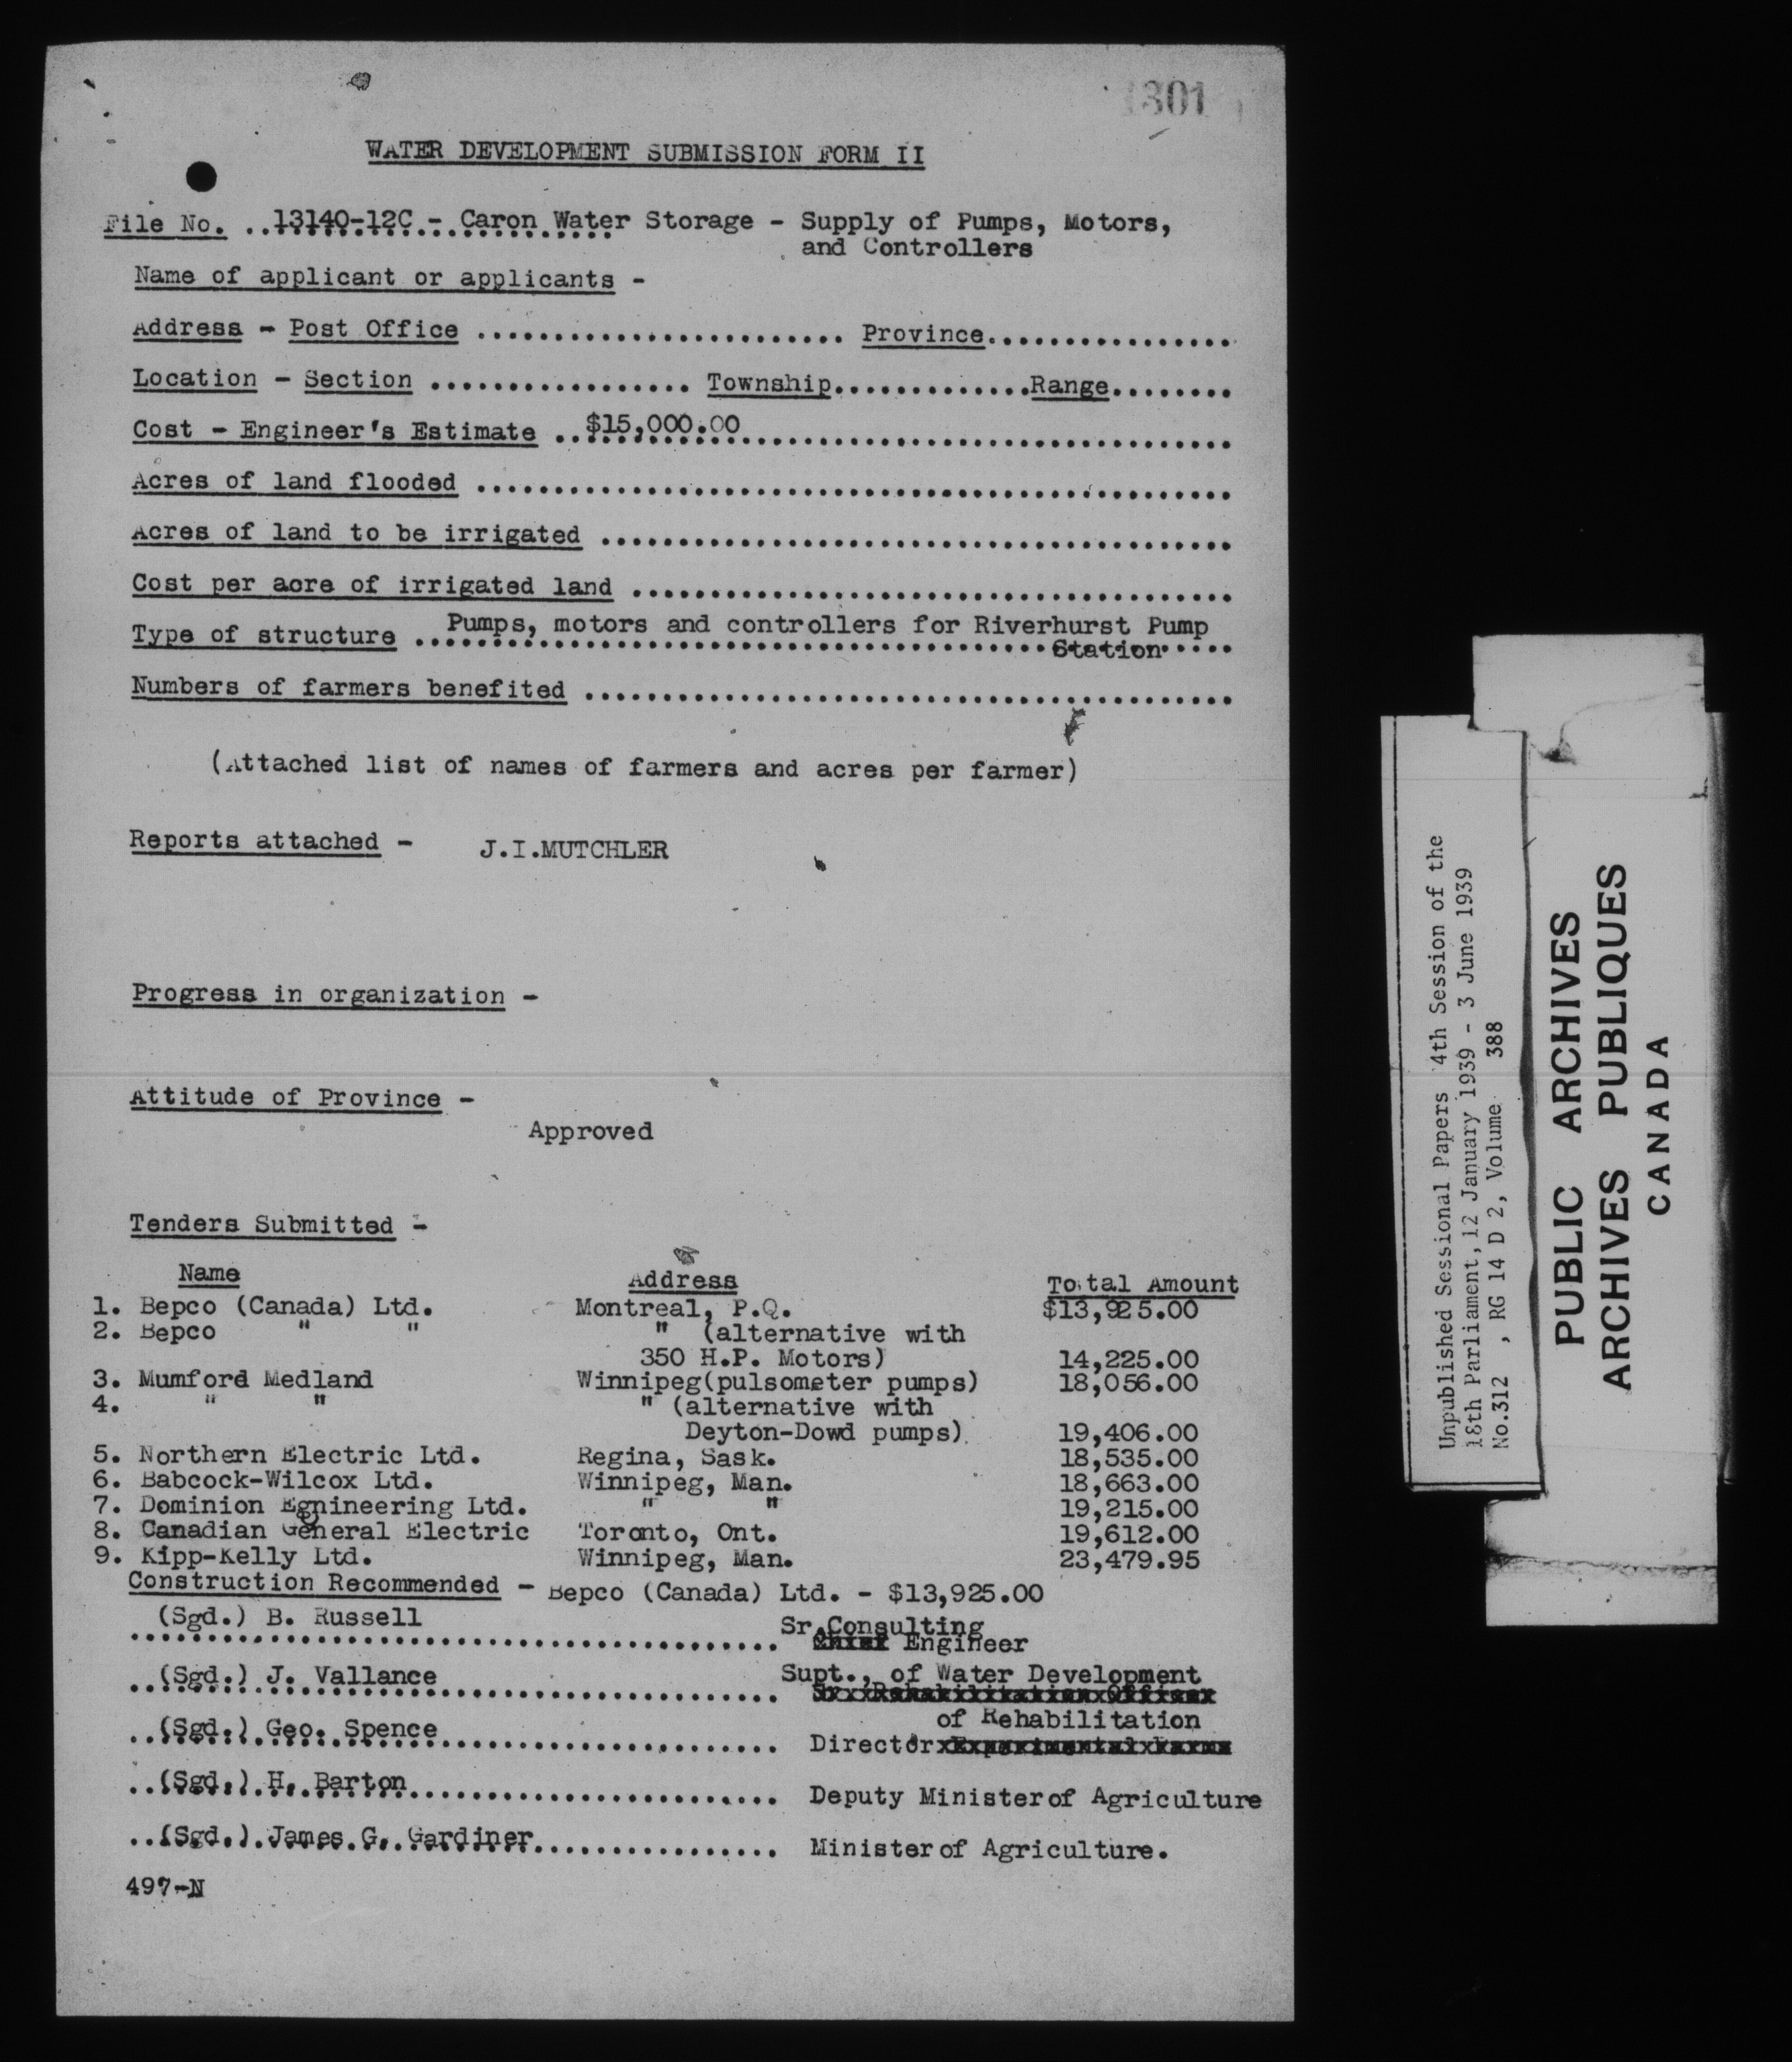 301
WATER DEVELOPMENT SUBMISSION FORM II
File No. ..13140-12C - Caron Water Storage - Supply of Pumps, Motors,
and Controllers
Name of applicant or applicants -
Address - Post Office ........................ Province................
Location - Section ................. Township.............Range........
Cost - Engineer's Estimate ..$15,000.00................................
Acres of land flooded .................................................
Acres of land to be irrigated .........................................
Cost per acre of irrigated land .......................................
Type of structure ..Pumps, motors and controllers for Riverhurst Pump
Station.....
Numbers of farmers benefited ..........................................
(Attached list of names of farmers and acres per farmer)
Reports attached - J.I.MUTCHLER
Progress in organization -
Attitude of Province -
Approved
Tenders Submitted -
Name Address Total Amount
1. Bepco (Canada) Ltd. Montreal, P.Q. $13,925.00
2. Bepco " " " (alternative with
350 H.P. Motors) 14,225.00
3. Mumford Medland Winnipeg(pulsometer pumps) 18,056.00
4. " " " (alternative with
Deyton-Dowd pumps) 19,406.00
5. Northern Electric Ltd. Regina, Sask. 18,535.00
6. Babcock-Wilcox Ltd. Winnipeg, Man. 18,663.00
7. Dominion Egnineering Ltd. " " 19,215.00
8. Canadian General Electric Toronto, Ont. 19,612.00
9. Kipp-Kelly Ltd. Winnipeg, Man. 23,479.95
Construction Recommended - Bepco (Canada) Ltd. - $13,925.00
(Sgd.) B. Russell Sr.Consulting
.......................................... Chief Engineer
(Sgd.) J. Vallance Supt., of Water Development
.......................................... Sr. Rehabilitation Officer
of Rehabilitation
..(Sgd.) Geo. Spence...................... Director Experimental Farms
..(Sgd.) H. Barton........................ Deputy Minister of Agriculture
..(Sgd.) James G. Gardiner................ Minister of Agriculture.
497-N
Unpublished Sessional Papers 4th Session of the
18th Parliament, 12 January 1939 - 3 June 1939
No.312 , RG 14 D 2, Volume 388
PUBLIC ARCHIVES
ARCHIVES PUBLIQUES
CANADA